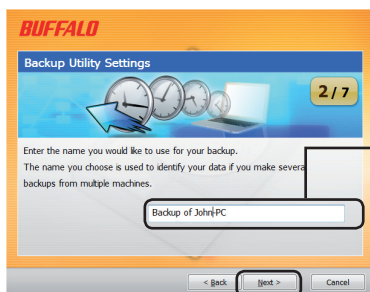 BUFFALO
Backup Utility Settings
2 / 7
Enter the name you would like to use for your backup.
The name you choose is used to identify your data if you make severa
backups from multiple machines.
Backup of John-PC
< Back
Next >
Cancel